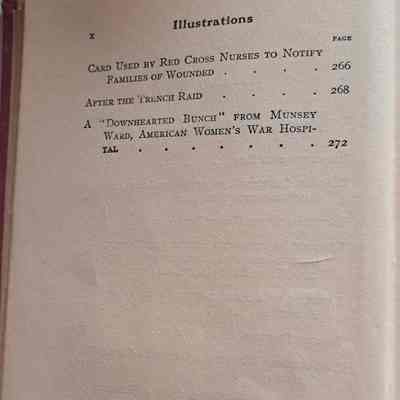 Illustrations
x
PAGE
CARD USED BY RED CROSS NURSES TO NOTIFY
FAMILIES OF WOUNDED . . . . 266
AFTER THE TRENCH RAID . . . . 268
A "DOWNHEARTED BUNCH" FROM MUNSEY
WARD, AMERICAN WOMEN'S WAR HOSPI-
TAL . . . . . . . 272